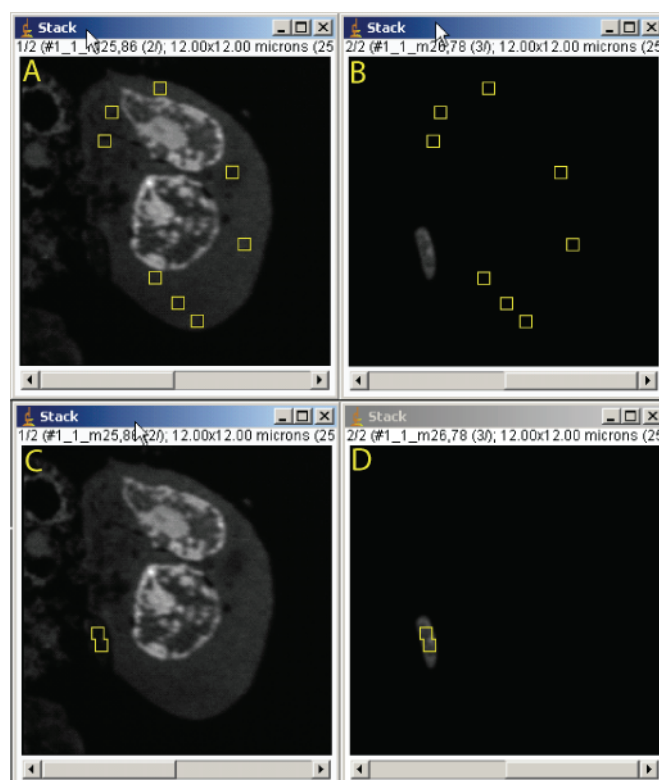 Stack
1/2 (#1_1_m25,86 (2/); 12.00x12.00 microns (25
A
Stack
2/2 (#1_1_m26,78 (3/); 12.00x12.00 microns (25
B
Stack
1/2 (#1_1_m25,86 (2/); 12.00x12.00 microns (25
C
Stack
2/2 (#1_1_m26,78 (3/); 12.00x12.00 microns (25
D